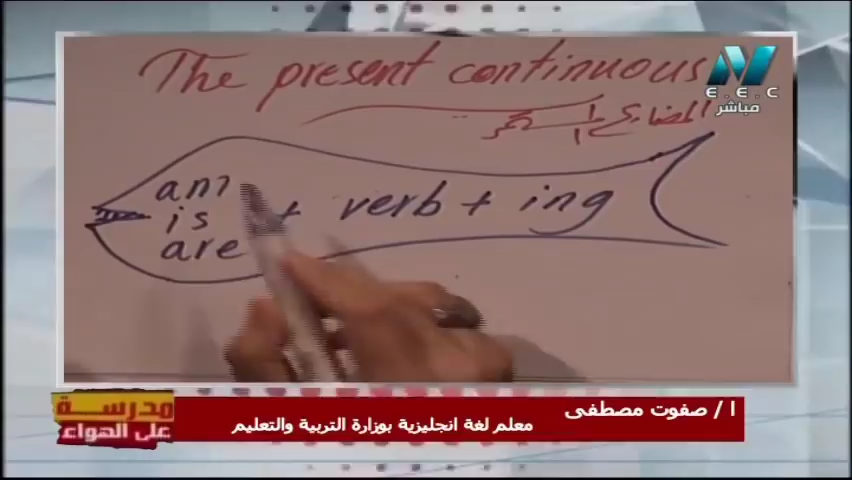 The present continuous
المضارع المستمر
am
is + verb + ing
are
E.E.C
مباشر
مدرسة
على الهواء
ا / صفوت مصطفى
معلم لغة انجليزية بوزارة التربية والتعليم